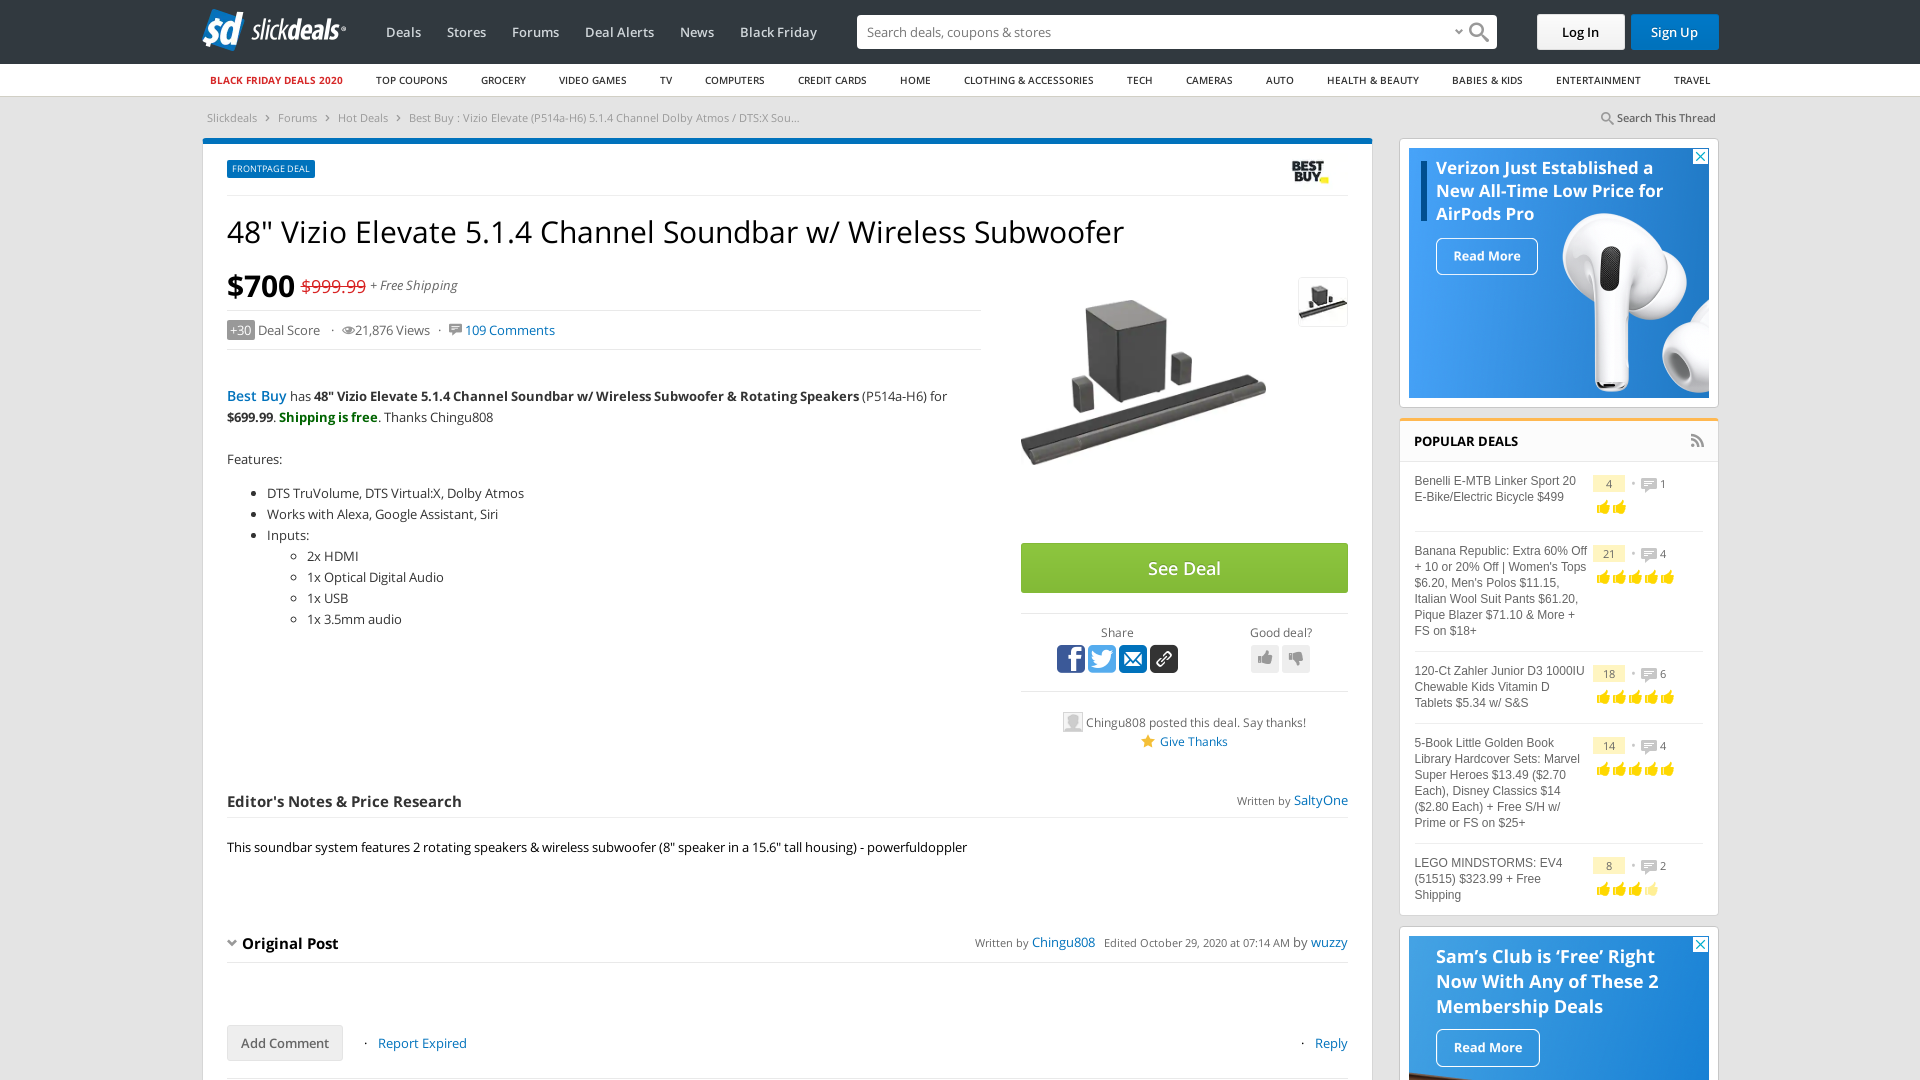 slickdeals
Deals
Stores
Forums
Deal Alerts
News
Black Friday
Search deals, coupons & shopping
Log In
Sign Up
BLACK FRIDAY DEALS 2020
TOP COUPONS
GROCERY
VIDEO GAMES
TV
COMPUTERS
CREDIT CARDS
HOME
CLOTHING & ACCESSORIES
TECH
CAMERAS
AUTO
HEALTH & BEAUTY
BABIES & KIDS
ENTERTAINMENT
TRAVEL
Slickdeals › Forums › Hot Deals › Best Buy : Vizio Elevate (P514a-H6) 5.1.4 Channel Dolby Atmos / DTS:X Sou...
Search This Thread
FRONTPAGE DEAL
BEST
BUY
48" Vizio Elevate 5.1.4 Channel Soundbar w/ Wireless Subwoofer
$700 $999.99 + Free Shipping
+30 Deal Score · 21,876 Views · 109 Comments
Best Buy has 48" Vizio Elevate 5.1.4 Channel Soundbar w/ Wireless Subwoofer & Rotating Speakers (P514a-H6) for
$699.99. Shipping is free. Thanks Chingu808
Features:
DTS TruVolume, DTS Virtual:X, Dolby Atmos
Works with Alexa, Google Assistant, Siri
Inputs:
2x HDMI
1x Optical Digital Audio
1x USB
1x 3.5mm audio
See Deal
Share
Good deal?
Chingu808 posted this deal. Say thanks!
Give Thanks
Editor's Notes & Price Research
Written by SaltyOne
This soundbar system features 2 rotating speakers & wireless subwoofer (8" speaker in a 15.6" tall housing) - powerfuldoppler
Original Post
Written by Chingu808 Edited October 29, 2020 at 07:14 AM by wuzzy
Add Comment
· Report Expired
· Reply
Verizon Just Established a
New All-Time Low Price for
AirPods Pro
Read More
POPULAR DEALS
Benelli E-MTB Linker Sport 20
E-Bike/Electric Bicycle $499
4 • 1
Banana Republic: Extra 60% Off
+ 10 or 20% Off | Women's Tops
$6.20, Men's Polos $11.15,
Italian Wool Suit Pants $61.20,
Pique Blazer $71.10 & More +
FS on $18+
21 • 4
120-Ct Zahler Junior D3 1000IU
Chewable Kids Vitamin D
Tablets $5.34 w/ S&S
18 • 6
5-Book Little Golden Book
Library Hardcover Sets: Marvel
Super Heroes $13.49 ($2.70
Each), Disney Classics $14
($2.80 Each) + Free S/H w/
Prime or FS on $25+
14 • 4
LEGO MINDSTORMS: EV4
(51515) $323.99 + Free
Shipping
8 • 2
Sam's Club is 'Free' Right
Now With Any of These 2
Membership Deals
Read More